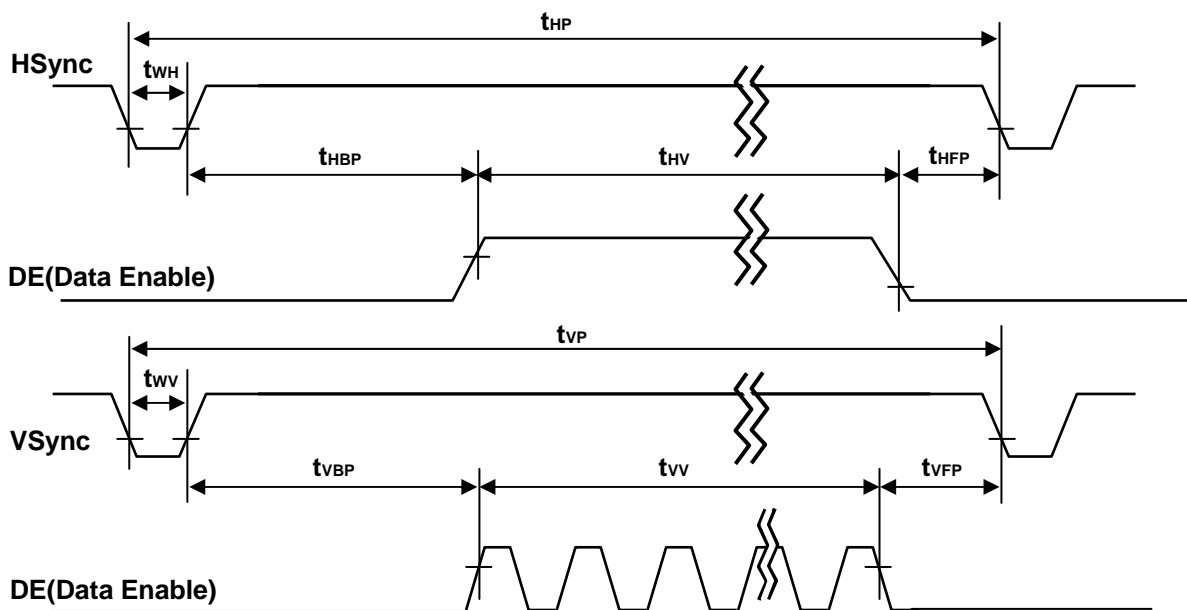 tHP
HSync
tWH
tHBP tHV tHFP
DE(Data Enable)
tVP
tWV
VSync
tVBP tVV tVFP
DE(Data Enable)